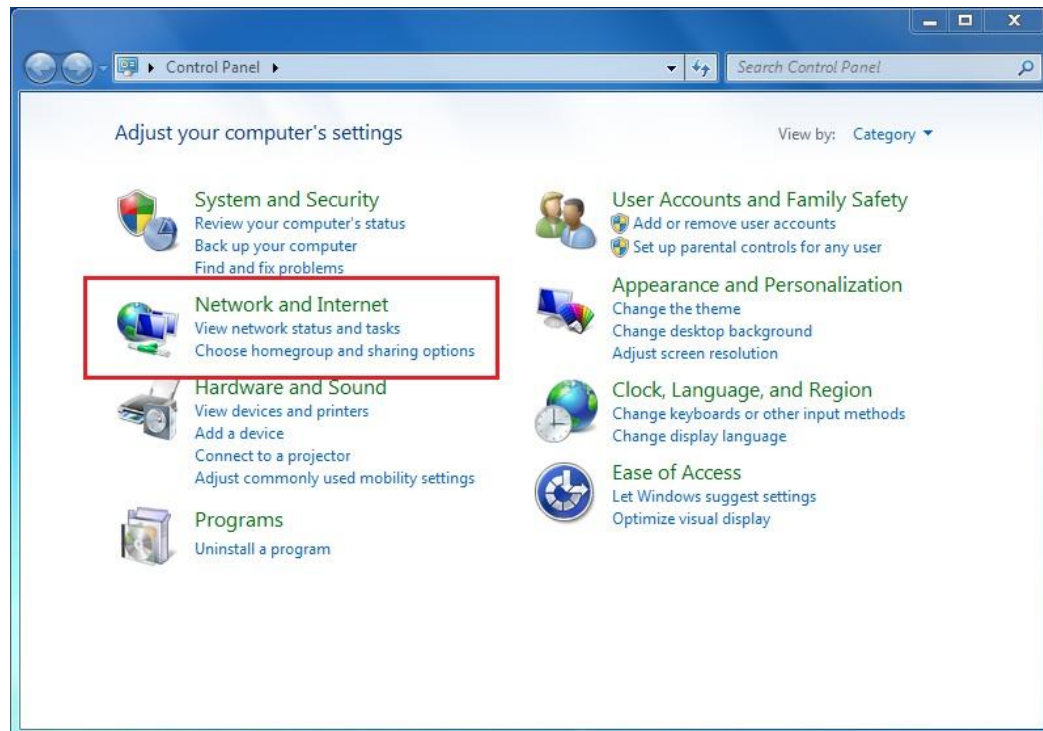 Control Panel
Search Control Panel
Adjust your computer's settings
View by: Category
System and Security
Review your computer's status
Back up your computer
Find and fix problems
Network and Internet
View network status and tasks
Choose homegroup and sharing options
Hardware and Sound
View devices and printers
Add a device
Connect to a projector
Adjust commonly used mobility settings
Programs
Uninstall a program
User Accounts and Family Safety
Add or remove user accounts
Set up parental controls for any user
Appearance and Personalization
Change the theme
Change desktop background
Adjust screen resolution
Clock, Language, and Region
Change keyboards or other input methods
Change display language
Ease of Access
Let Windows suggest settings
Optimize visual display